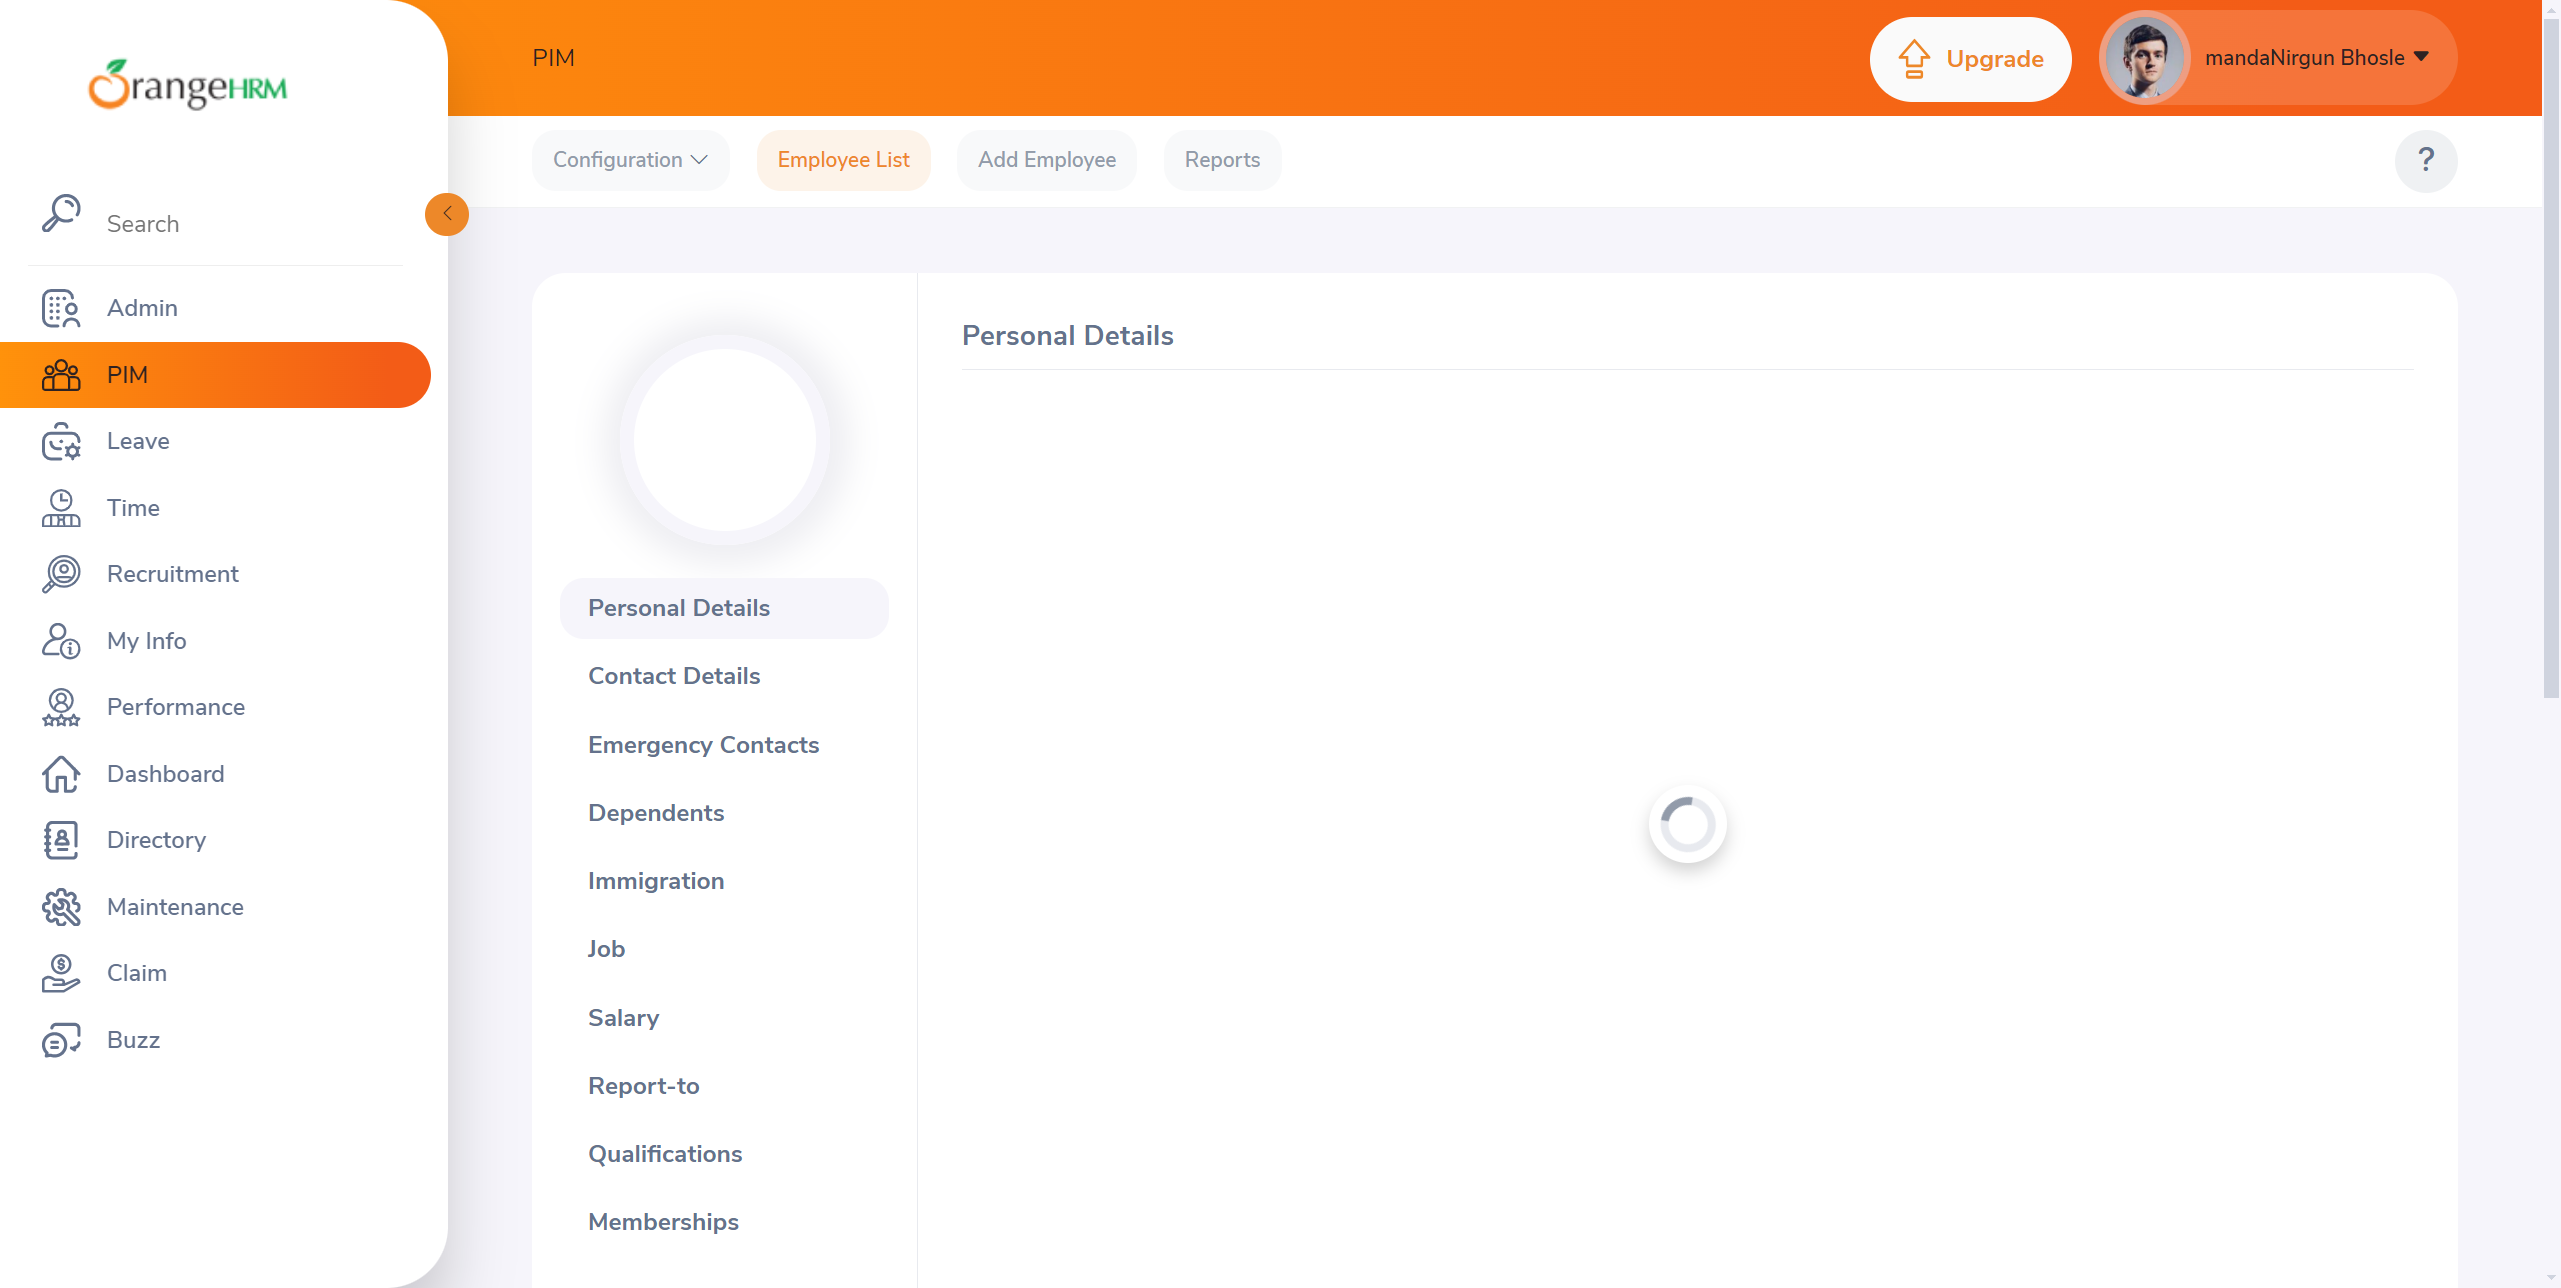 OrangeHRM
Search
Admin
PIM
Leave
Time
Recruitment
My Info
Performance
Dashboard
Directory
Maintenance
Claim
Buzz
PIM
Upgrade
mandaNirgun Bhosle
Configuration
Employee List
Add Employee
Reports
?
Personal Details
Contact Details
Emergency Contacts
Dependents
Immigration
Job
Salary
Report-to
Qualifications
Memberships
Personal Details